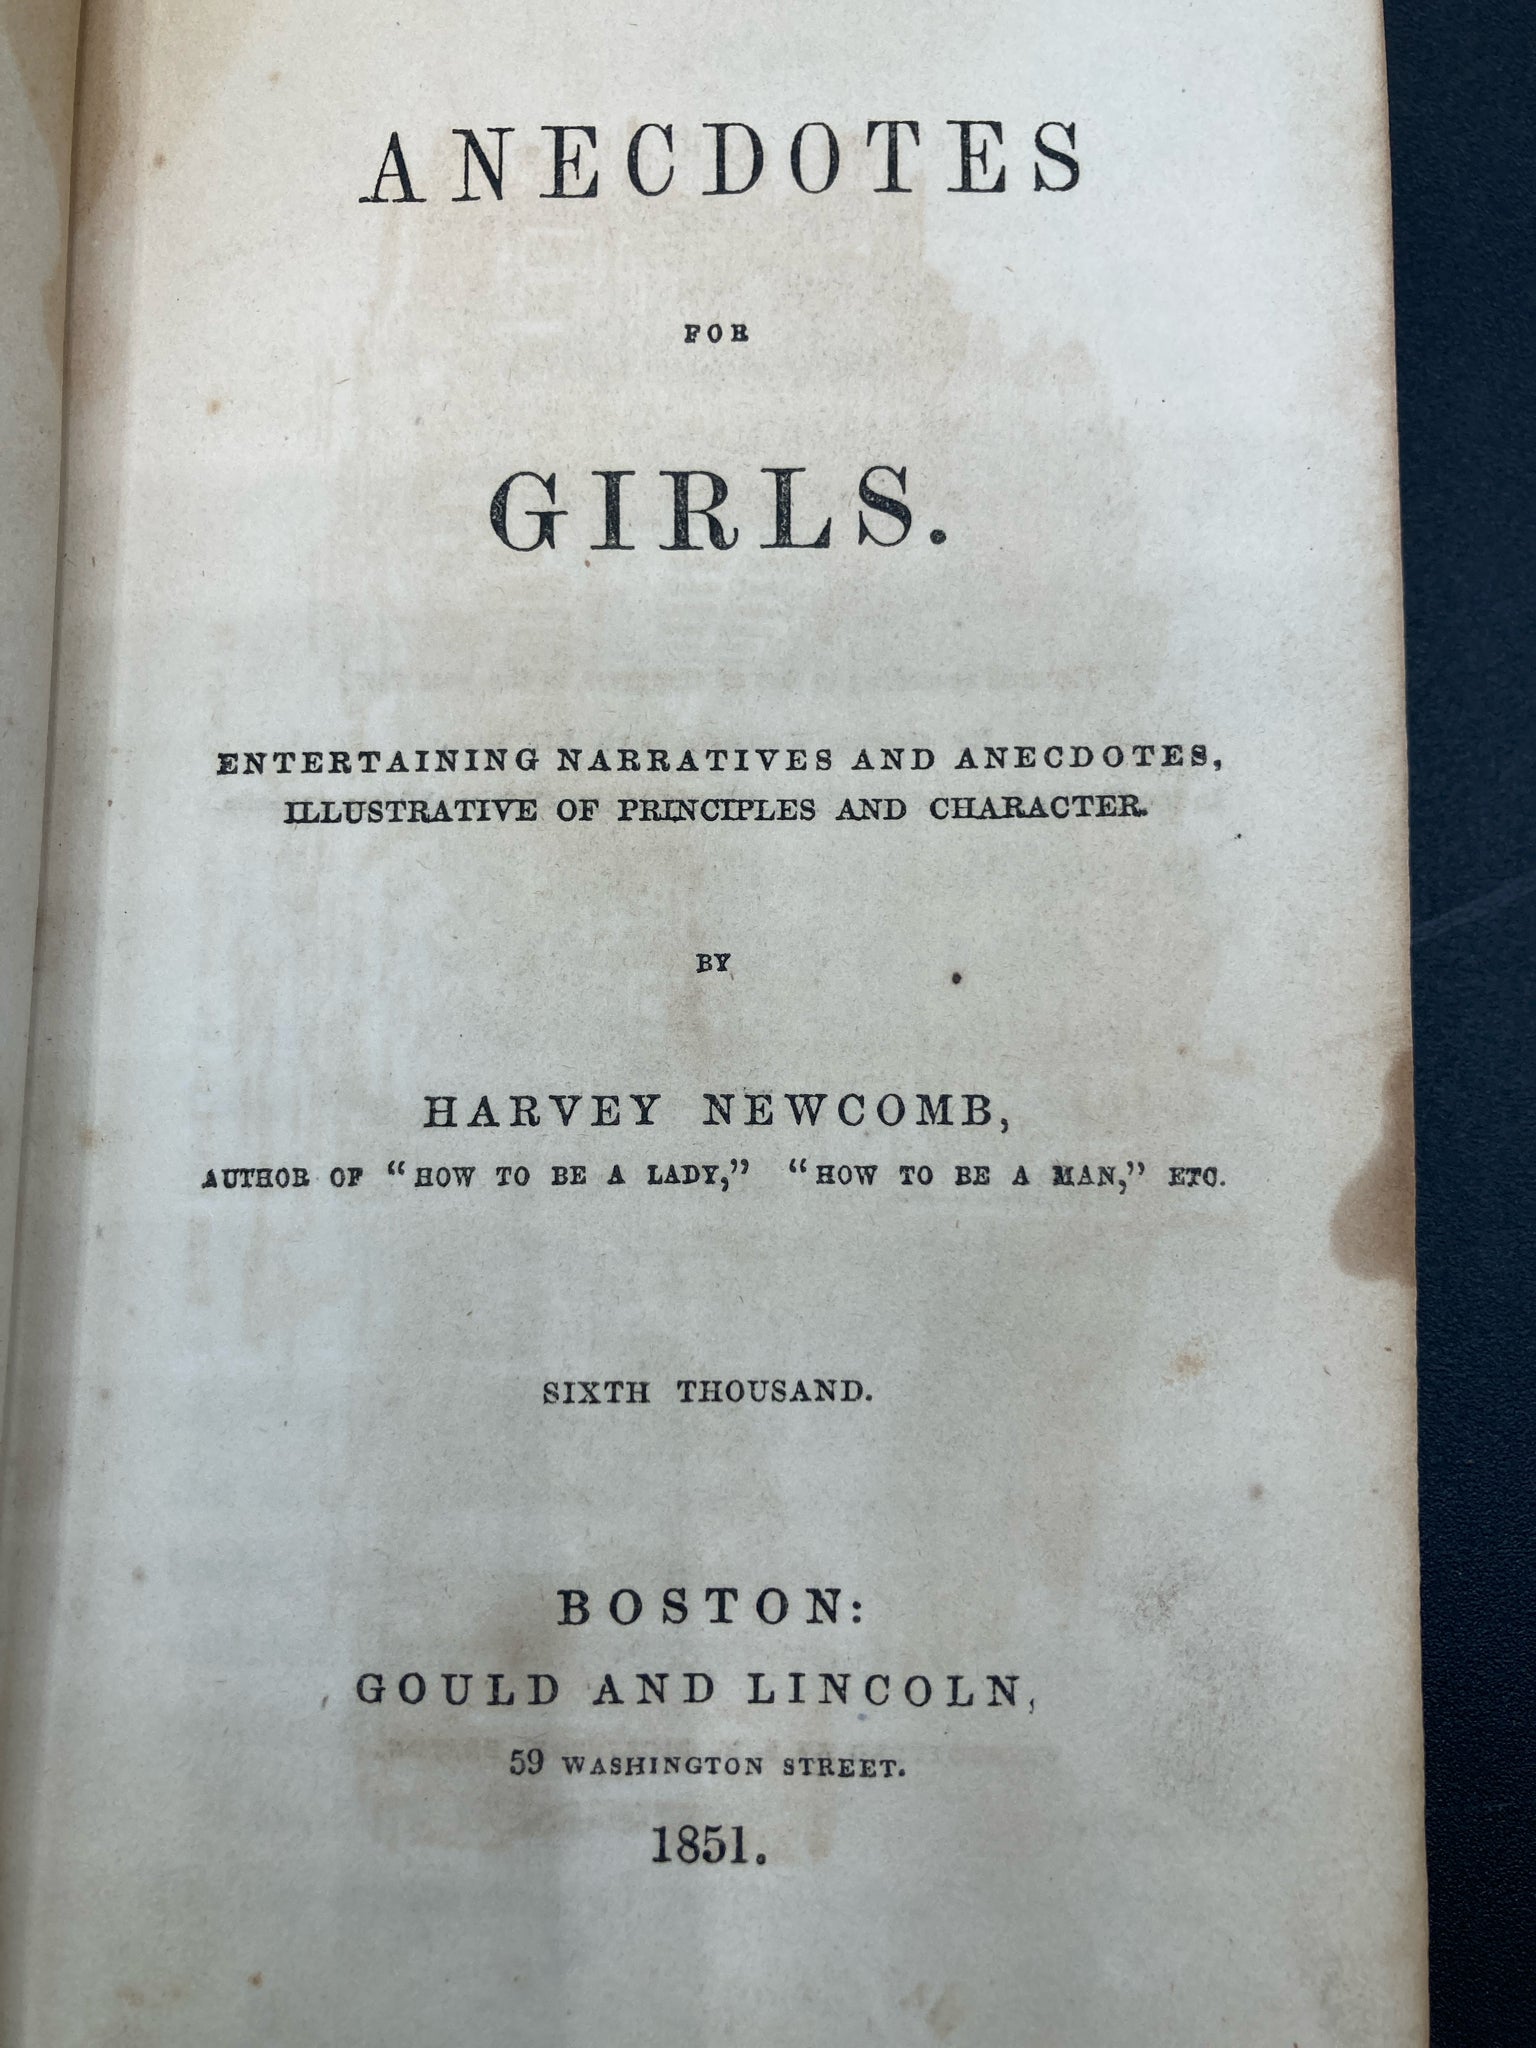 ANECDOTES
FOR
GIRLS.
ENTERTAINING NARRATIVES AND ANECDOTES,
ILLUSTRATIVE OF PRINCIPLES AND CHARACTER.
BY
HARVEY NEWCOMB,
AUTHOR OF “HOW TO BE A LADY,” “HOW TO BE A MAN,” ETC.
SIXTH THOUSAND.
BOSTON:
GOULD AND LINCOLN,
59 WASHINGTON STREET.
1851.